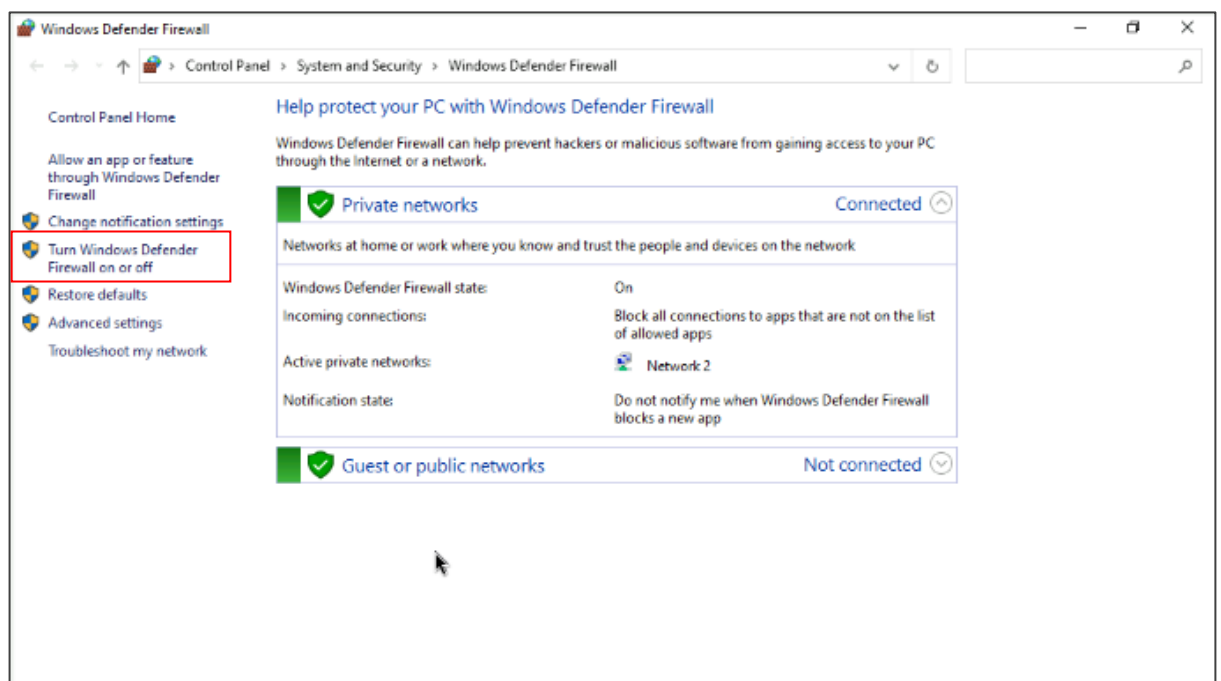 Windows Defender Firewall
Control Panel > System and Security > Windows Defender Firewall
Control Panel Home
Allow an app or feature
through Windows Defender
Firewall
Change notification settings
Turn Windows Defender
Firewall on or off
Restore defaults
Advanced settings
Troubleshoot my network
Help protect your PC with Windows Defender Firewall
Windows Defender Firewall can help prevent hackers or malicious software from gaining access to your PC
through the Internet or a network.
Private networks Connected
Networks at home or work where you know and trust the people and devices on the network
Windows Defender Firewall state: On
Incoming connections: Block all connections to apps that are not on the list
of allowed apps
Active private networks: Network 2
Notification state: Do not notify me when Windows Defender Firewall
blocks a new app
Guest or public networks Not connected